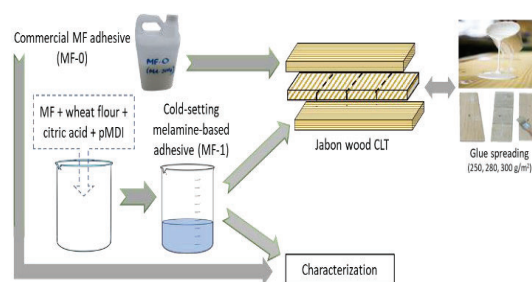 Commercial MF adhesive
(MF-0)
MF-0
MF + wheat flour +
citric acid + pMDI
Cold-setting
melamine-based
adhesive (MF-1)
Jabon wood CLT
Glue spreading
(250, 280, 300 g/m²)
Characterization